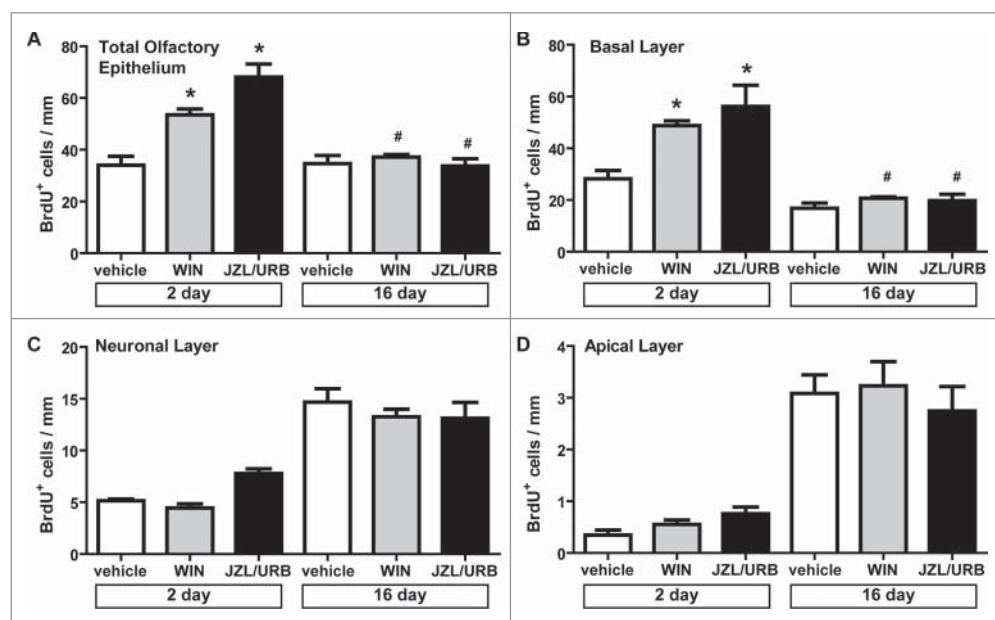 A
Total Olfactory
Epithelium
BrdU⁺ cells / mm
80
60
40
20
0
*
*
#
#
vehicle WIN JZL/URB vehicle WIN JZL/URB
2 day 16 day
B
Basal Layer
BrdU⁺ cells / mm
80
60
40
20
0
*
*
#
#
vehicle WIN JZL/URB vehicle WIN JZL/URB
2 day 16 day
C
Neuronal Layer
BrdU⁺ cells / mm
20
15
10
5
0
vehicle WIN JZL/URB vehicle WIN JZL/URB
2 day 16 day
D
Apical Layer
BrdU⁺ cells / mm
4
3
2
1
0
vehicle WIN JZL/URB vehicle WIN JZL/URB
2 day 16 day